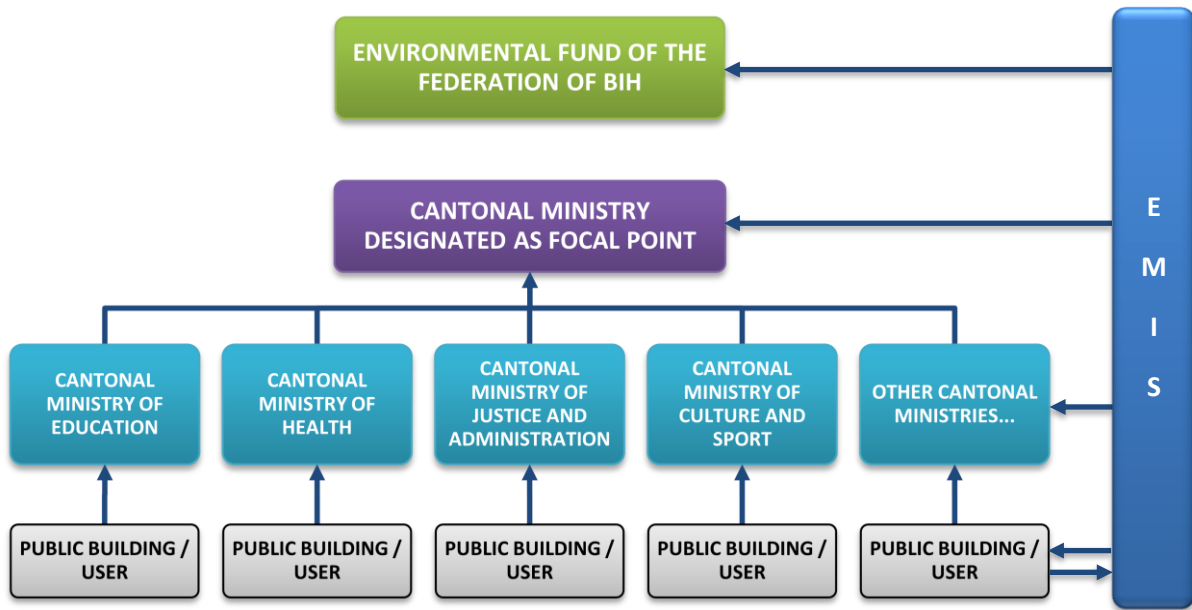 ENVIRONMENTAL FUND OF THE
FEDERATION OF BIH
CANTONAL MINISTRY
DESIGNATED AS FOCAL POINT
CANTONAL
MINISTRY OF
EDUCATION
CANTONAL
MINISTRY OF
HEALTH
CANTONAL
MINISTRY OF
JUSTICE AND
ADMINISTRATION
CANTONAL
MINISTRY OF
CULTURE AND
SPORT
OTHER CANTONAL
MINISTRIES...
PUBLIC BUILDING /
USER
PUBLIC BUILDING /
USER
PUBLIC BUILDING /
USER
PUBLIC BUILDING /
USER
PUBLIC BUILDING /
USER
E
M
I
S